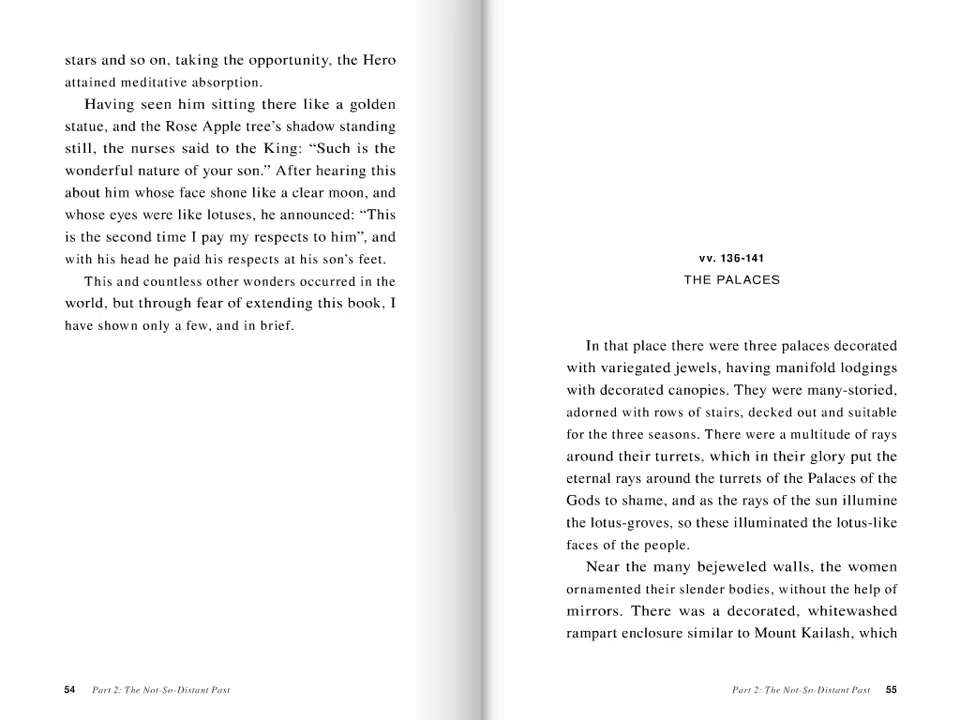 stars and so on, taking the opportunity, the Hero
attained meditative absorption.
Having seen him sitting there like a golden
statue, and the Rose Apple tree’s shadow standing
still, the nurses said to the King: “Such is the
wonderful nature of your son.” After hearing this
about him whose face shone like a clear moon, and
whose eyes were like lotuses, he announced: “This
is the second time I pay my respects to him”, and
with his head he paid his respects at his son’s feet.
This and countless other wonders occurred in the
world, but through fear of extending this book, I
have shown only a few, and in brief.
54 Part 2: The Not-So-Distant Past
vv. 136-141
THE PALACES
In that place there were three palaces decorated
with variegated jewels, having manifold lodgings
with decorated canopies. They were many-storied,
adorned with rows of stairs, decked out and suitable
for the three seasons. There were a multitude of rays
around their turrets, which in their glory put the
eternal rays around the turrets of the Palaces of the
Gods to shame, and as the rays of the sun illumine
the lotus-groves, so these illuminated the lotus-like
faces of the people.
Near the many bejeweled walls, the women
ornamented their slender bodies, without the help of
mirrors. There was a decorated, whitewashed
rampart enclosure similar to Mount Kailash, which
Part 2: The Not-So-Distant Past 55